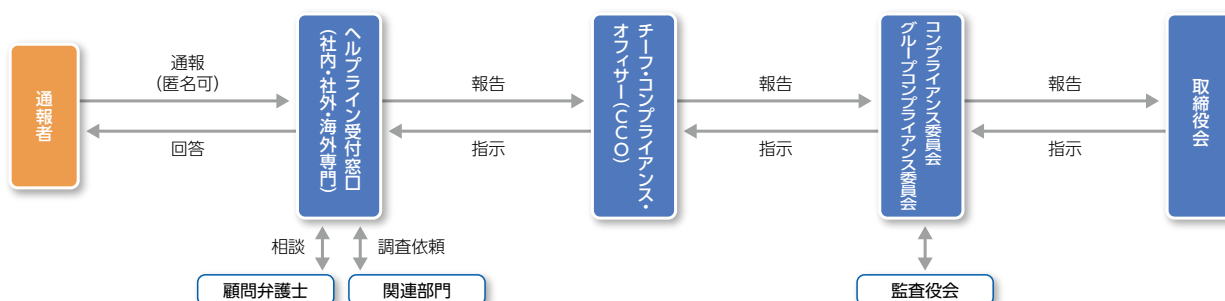 通報者
通報
(匿名可)
回答
ヘルプライン受付窓口
(社内・社外・海外専門)
報告
指示
チーフ・コンプライアンス・
オフィサー(CCO)
報告
指示
コンプライアンス委員会
グループコンプライアンス委員会
報告
指示
取締役会
相談
調査依頼
顧問弁護士
関連部門
監査役会